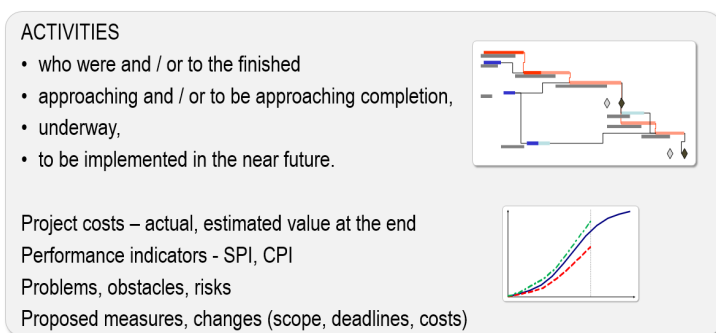 ACTIVITIES
• who were and / or to the finished
• approaching and / or to be approaching completion,
• underway,
• to be implemented in the near future.
Project costs – actual, estimated value at the end
Performance indicators - SPI, CPI
Problems, obstacles, risks
Proposed measures, changes (scope, deadlines, costs)